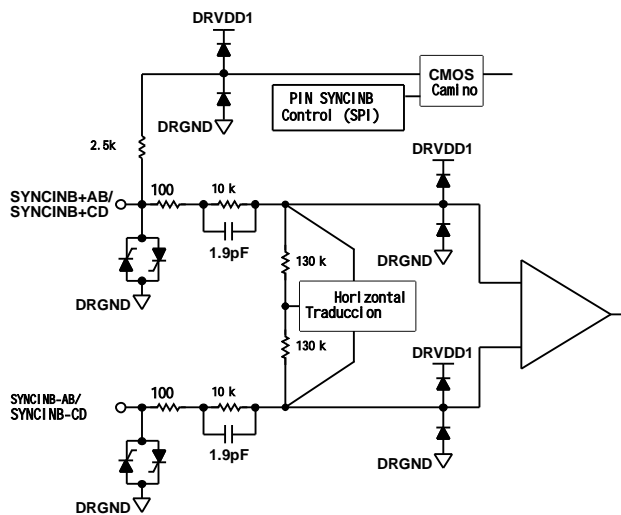 DRVDD1
CMOS
Camino
PIN SYNCINB
Control (SPI)
DRGND
2.5k
DRVDD1
SYNCINB+AB/
SYNCINB+CD
100
10 k
1.9pF
DRGND
130 k
DRGND
Horizontal
Traduccion
130 k
DRVDD1
SYNCINB-AB/
SYNCINB-CD
100
10 k
1.9pF
DRGND
DRGND